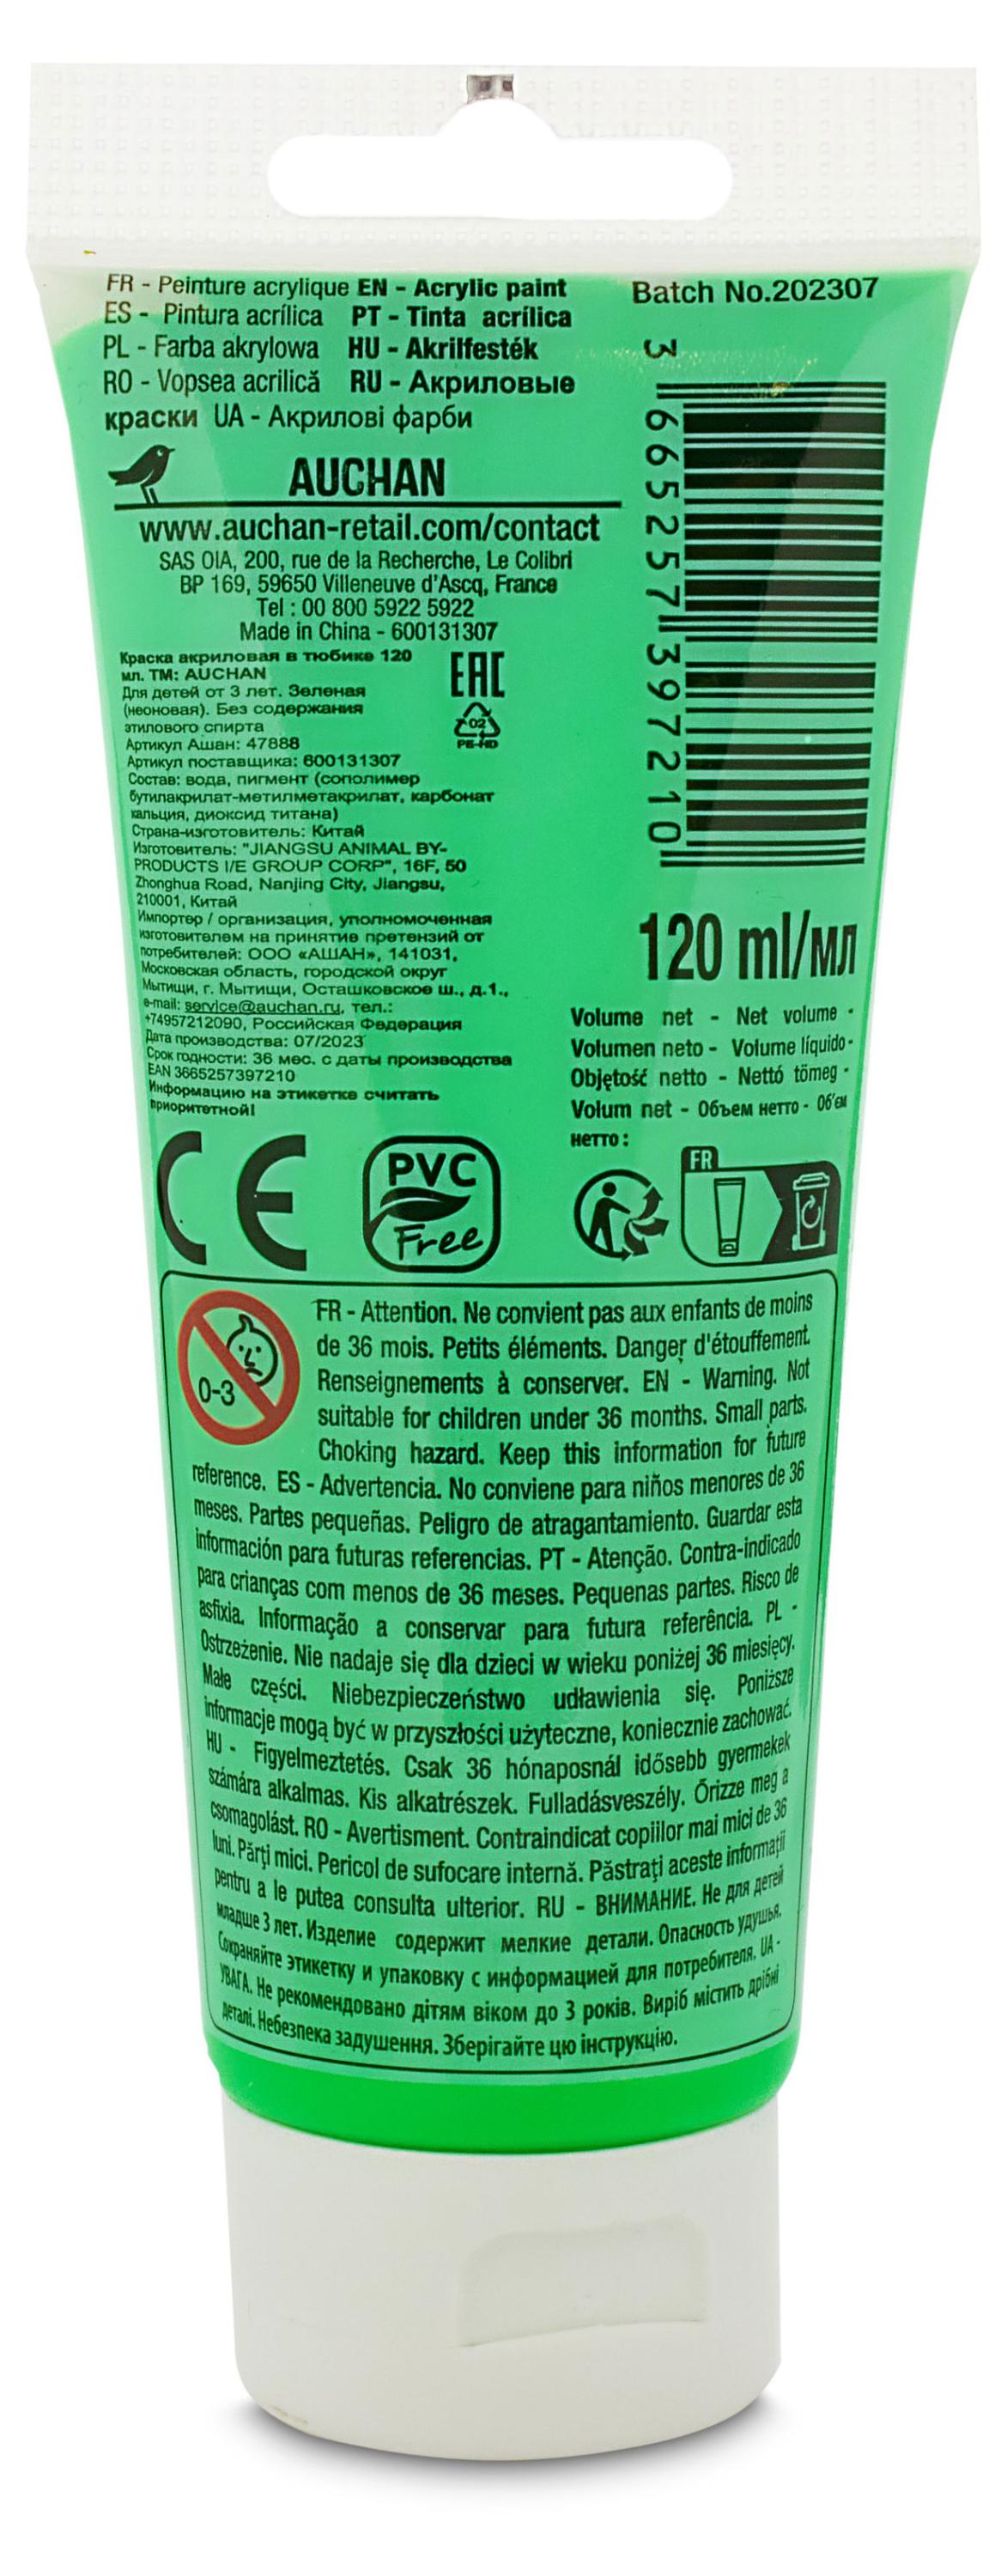 FR - Peinture acrylique EN - Acrylic paint
ES - Pintura acrílica PT - Tinta acrílica
PL - Farba akrylowa HU - Akrilfesték
RO - Vopsea acrilică RU - Акриловые
краски UA - Акрилові фарби
AUCHAN
www.auchan-retail.com/contact
SAS OIA, 200, rue de la Recherche, Le Colibri
BP 169, 59650 Villeneuve d'Ascq, France
Tel : 00 800 5922 5922
Made in China - 600131307
Краска акриловая в тюбике 120
мл. ТМ: AUCHAN
Для детей от 3 лет. Зеленая
(неоновая). Без содержания
этилового спирта
Артикул Ашан: 47888
Артикул поставщика: 600131307
Состав: вода, пигмент (сополимер
бутилакрилат-метилметакрилат, карбонат
кальция, диоксид титана)
Страна-изготовитель: Китай
Изготовитель: "JIANGSU ANIMAL BY-
PRODUCTS I/E GROUP CORP", 16F, 50
Zhonghua Road, Nanjing City, Jiangsu,
210001, Китай
Импортер / организация, уполномоченная
изготовителем на принятие претензий от
потребителей: ООО «АШАН», 141031,
Московская область, городской округ
Мытищи, г. Мытищи, Осташковское ш., д.1.,
e-mail: service@auchan.ru, тел.:
+74957212090, Российская Федерация
Дата производства: 07/2023
Срок годности: 36 мес. с даты производства
EAN 3665257397210
Информацию на этикетке считать
приоритетной!
EAC
02
PE-HD
Batch No.202307
3 665257 397210
120 ml/мл
Volume net - Net volume -
Volumen neto - Volume líquido -
Objętość netto - Nettó tömeg -
Volum net - Объем нетто - Об'єм
нетто :
CE
PVC
Free
FR
0-3
FR - Attention. Ne convient pas aux enfants de moins
de 36 mois. Petits éléments. Danger d'étouffement.
Renseignements à conserver. EN - Warning. Not
suitable for children under 36 months. Small parts.
Choking hazard. Keep this information for future
reference. ES - Advertencia. No conviene para niños menores de 36
meses. Partes pequeñas. Peligro de atragantamiento. Guardar esta
información para futuras referencias. PT - Atenção. Contra-indicado
para crianças com menos de 36 meses. Pequenas partes. Risco de
asfixia. Informação a conservar para futura referência. PL -
Ostrzeżenie. Nie nadaje się dla dzieci w wieku poniżej 36 miesięcy.
Małe części. Niebezpieczeństwo udławienia się. Poniższe
informacje mogą być w przyszłości użyteczne, koniecznie zachować.
HU - Figyelmeztetés. Csak 36 hónaposnál idősebb gyermekek
számára alkalmas. Kis alkatrészek. Fulladásveszély. Őrizze meg a
csomagolást. RO - Avertisment. Contraindicat copiilor mai mici de 36
luni. Părți mici. Pericol de sufocare internă. Păstrați aceste informații
pentru a le putea consulta ulterior. RU - ВНИМАНИЕ. Не для детей
младше 3 лет. Изделие содержит мелкие детали. Опасность удушья.
Сохраняйте этикетку и упаковку с информацией для потребителя. UA -
УВАГА. Не рекомендовано дітям віком до 3 років. Виріб містить дрібні
деталі. Небезпека задушення. Зберігайте цю інструкцію.